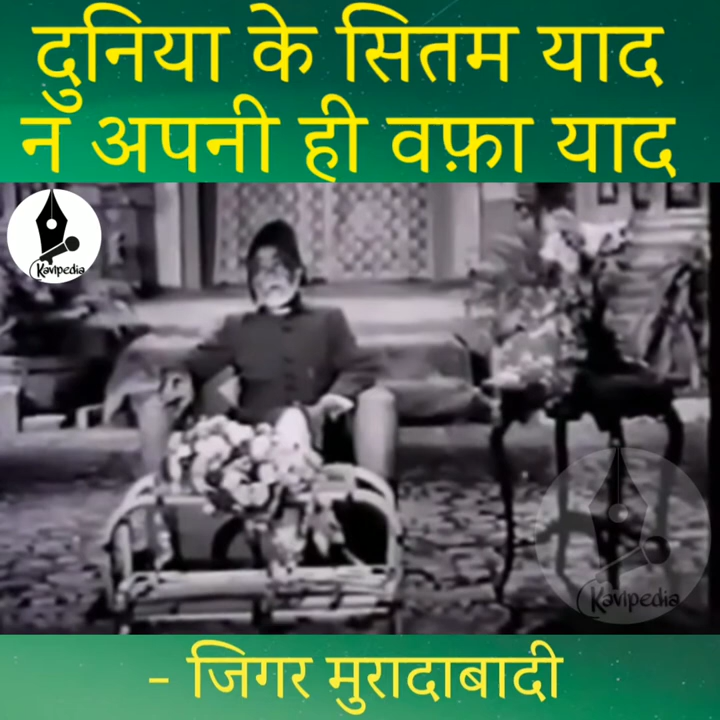 दुनिया के सितम याद
न अपनी ही वफ़ा याद
Kavipedia
Kavipedia
- जिगर मुरादाबादी